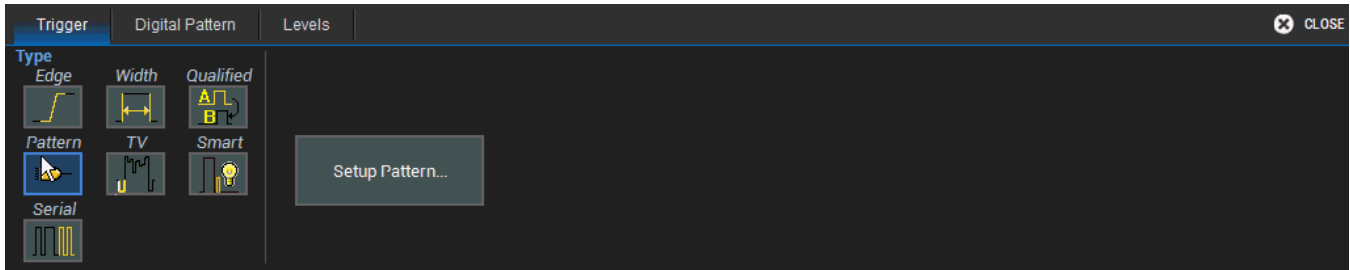 Trigger Digital Pattern Levels CLOSE
Type
Edge Width Qualified
A
B
Pattern TV Smart
Setup Pattern...
Serial